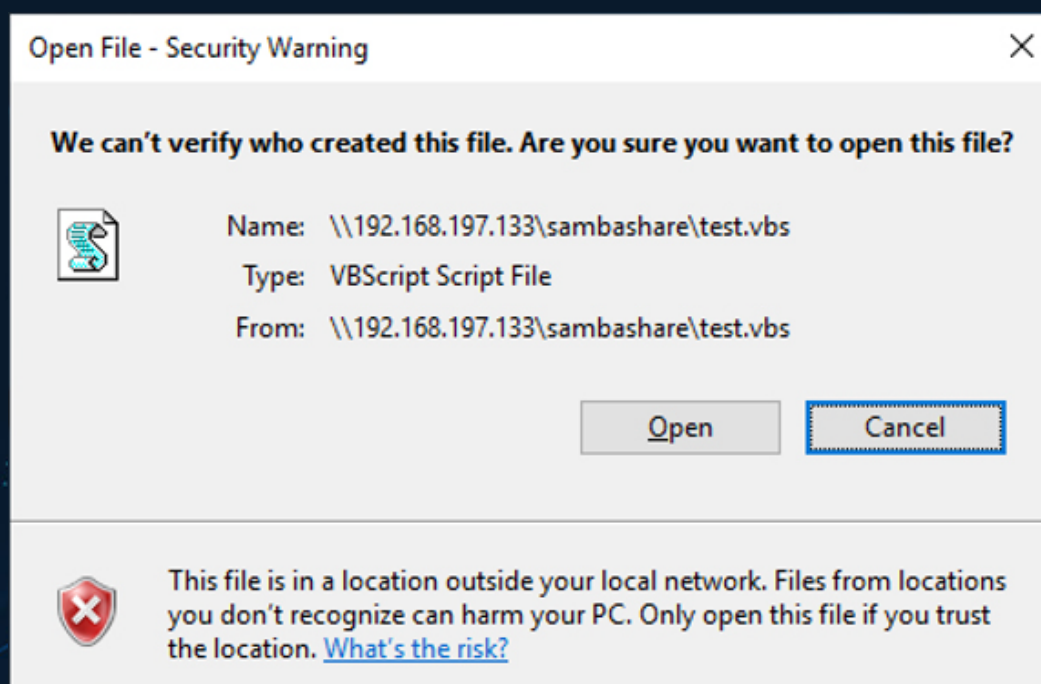 Open File - Security Warning
We can’t verify who created this file. Are you sure you want to open this file?
Name: \\192.168.197.133\sambashare\test.vbs
Type: VBScript Script File
From: \\192.168.197.133\sambashare\test.vbs
Open Cancel
This file is in a location outside your local network. Files from locations
you don’t recognize can harm your PC. Only open this file if you trust
the location. What’s the risk?